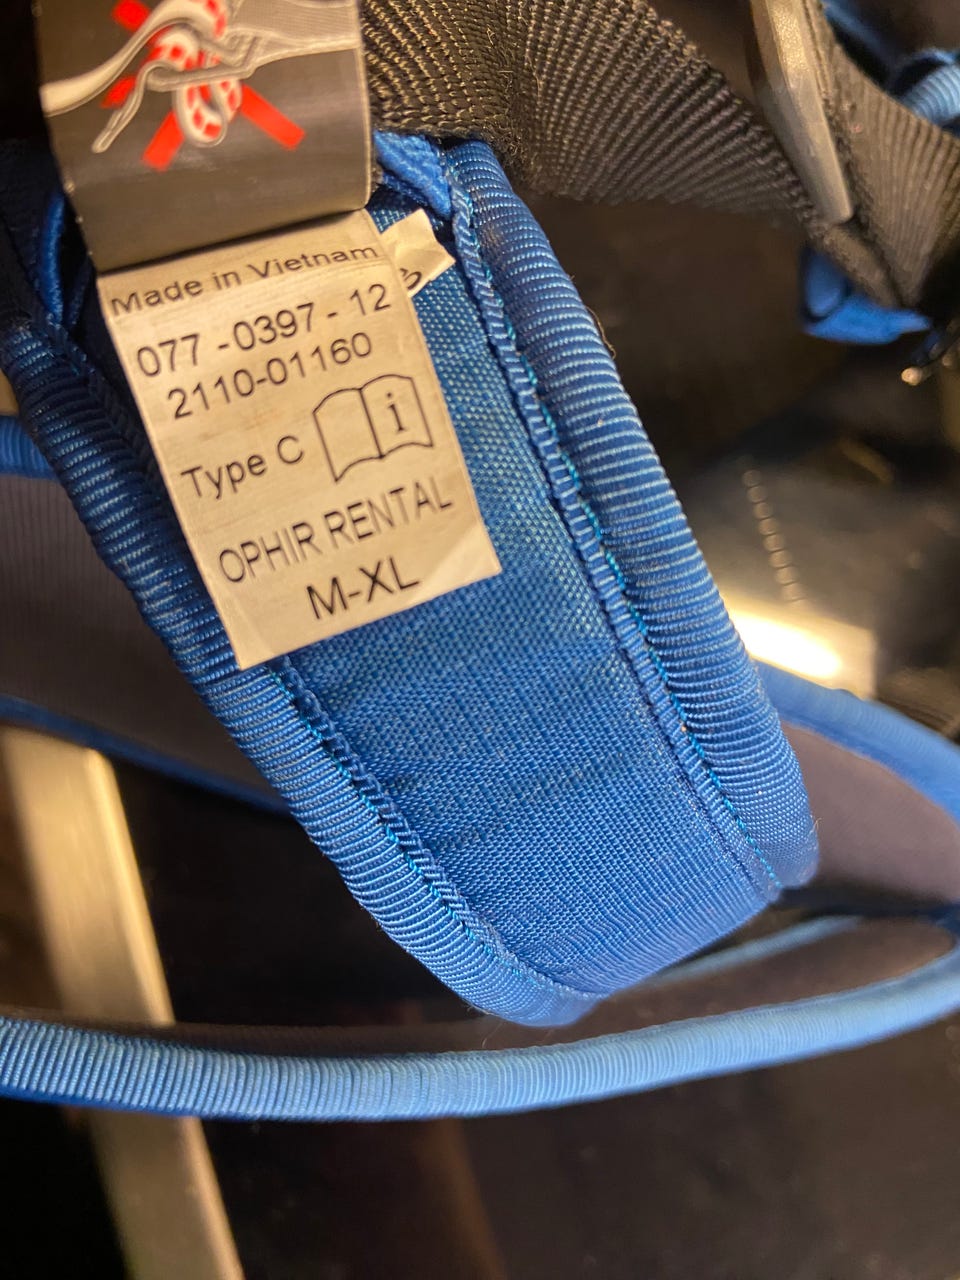 Made in Vietnam
077 -0397 - 12
2110-01160
Type C
i
OPHIR RENTAL
M-XL